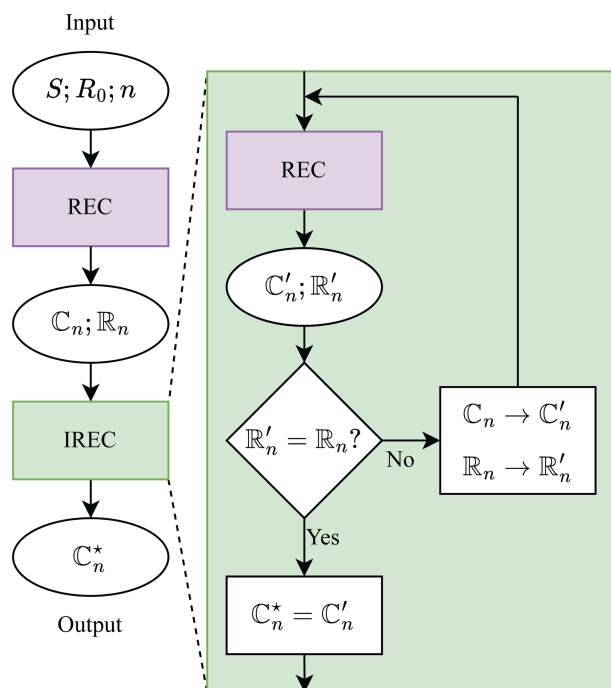 Input
S; R₀; n
REC
ℂₙ; ℝₙ
IREC
ℂₙ⋆
Output
REC
ℂ′ₙ; ℝ′ₙ
ℝ′ₙ = ℝₙ?
No
ℂₙ → ℂ′ₙ
ℝₙ → ℝ′ₙ
Yes
ℂₙ⋆ = ℂ′ₙ